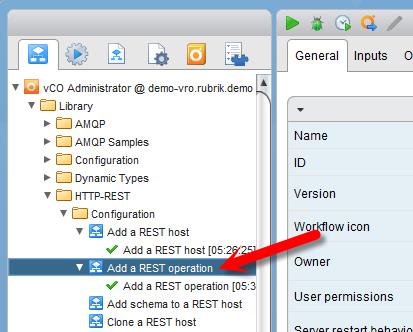 General Inputs O
vCO Administrator @ demo-vro.rubrik.demo
Library
AMQP
AMQP Samples
Configuration
Dynamic Types
HTTP-REST
Configuration
Add a REST host
Add a REST host [05:26:25]
Add a REST operation
Add a REST operation [05:3
Add schema to a REST host
Clone a REST host
Name
ID
Version
Workflow icon
Owner
User permissions
Server restart behavio